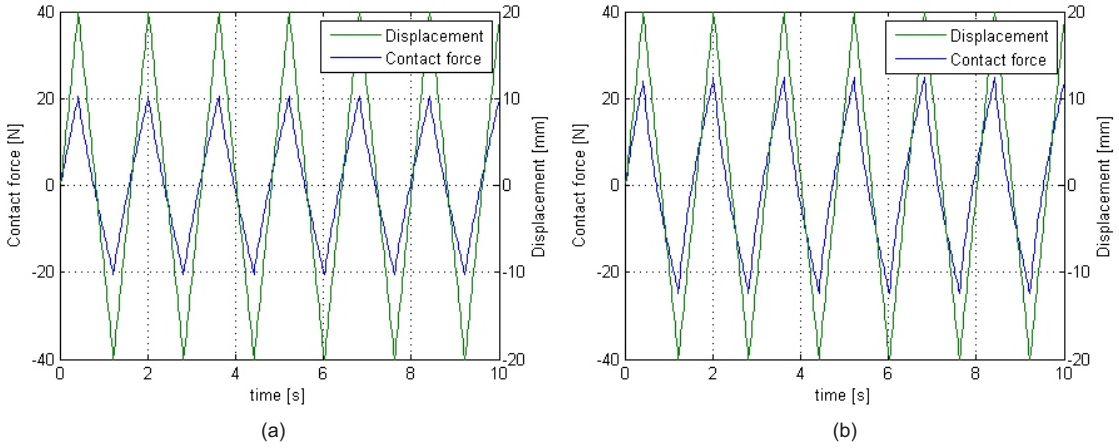 40
20
0
-20
-40
Contact force [N]
Displacement
Contact force
20
10
0
-10
-20
Displacement [mm]
0 2 4 6 8 10
time [s]
(a)
40
20
0
-20
-40
Contact force [N]
Displacement
Contact force
20
10
0
-10
-20
Displacement [mm]
0 2 4 6 8 10
time [s]
(b)